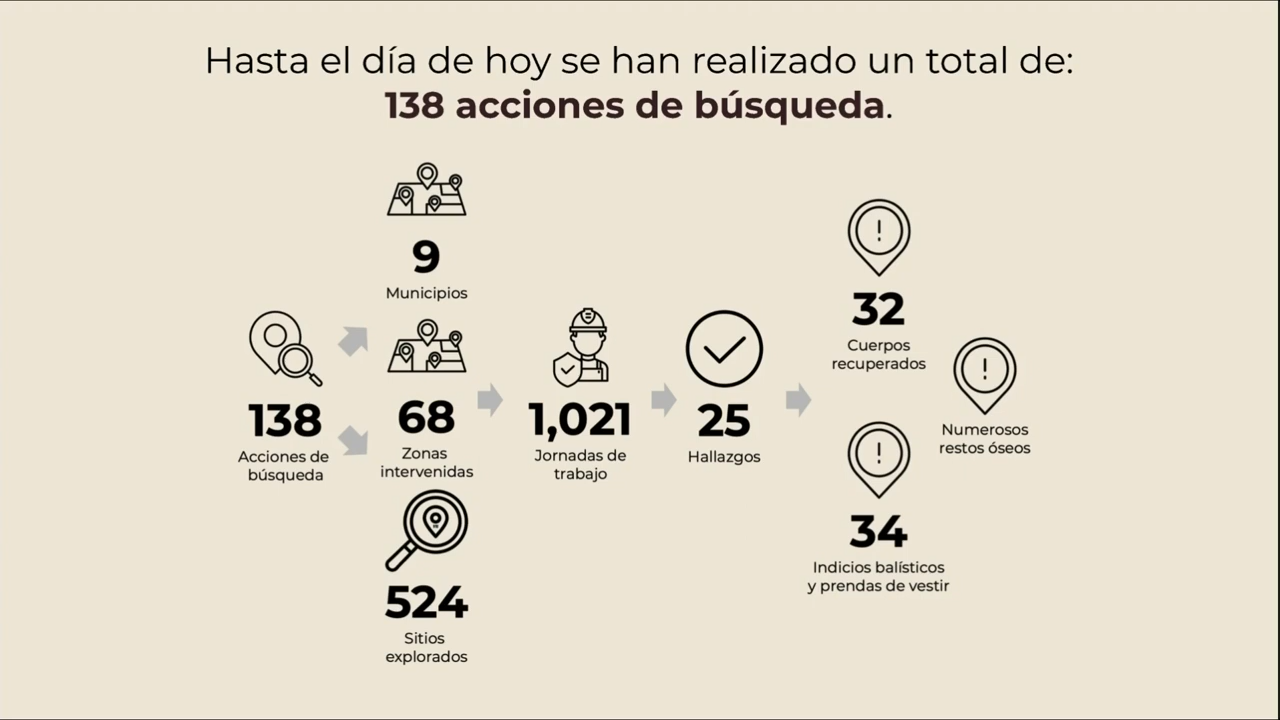 Hasta el día de hoy se han realizado un total de:
138 acciones de búsqueda.
138
Acciones de
búsqueda
9
Municipios
68
Zonas
intervenidas
524
Sitios
explorados
1,021
Jornadas de
trabajo
25
Hallazgos
32
Cuerpos
recuperados
Numerosos
restos óseos
34
Indicios balísticos
y prendas de vestir